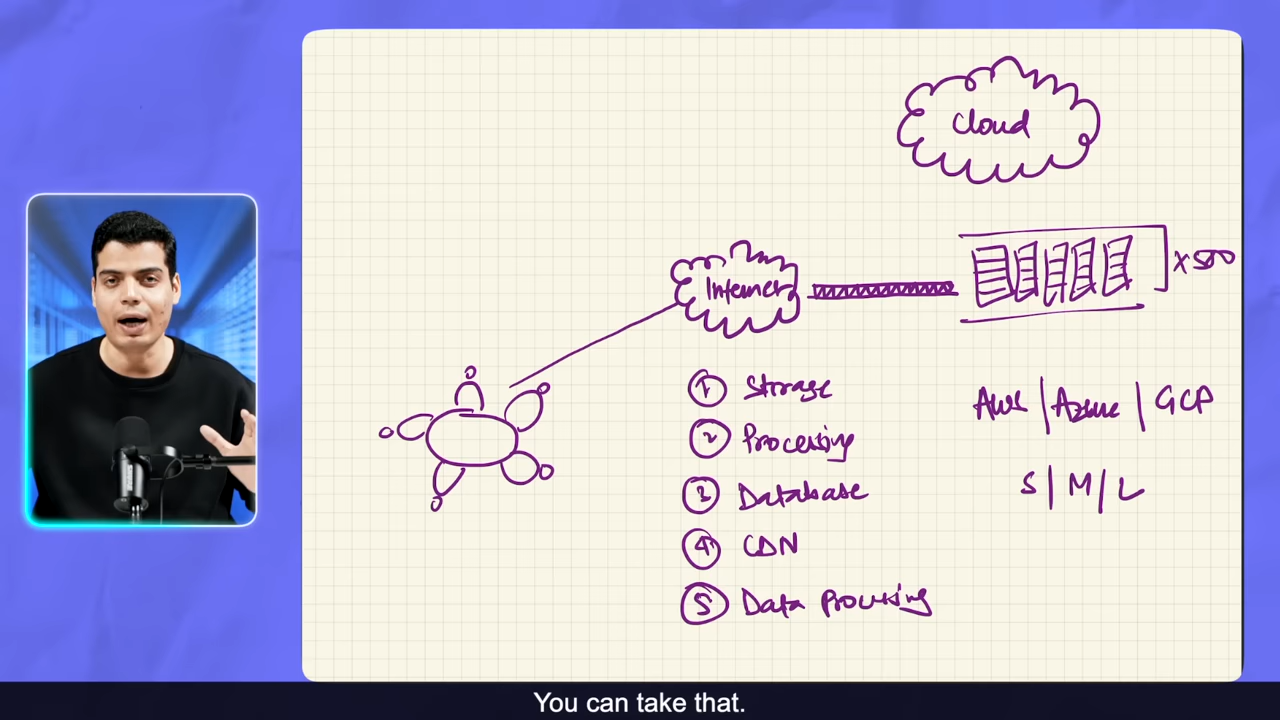 Cloud
Internet
x500
① Storage
② Processing
③ Database
④ CDN
⑤ Data Processing
AWS | Azure | GCP
S | M | L
You can take that.